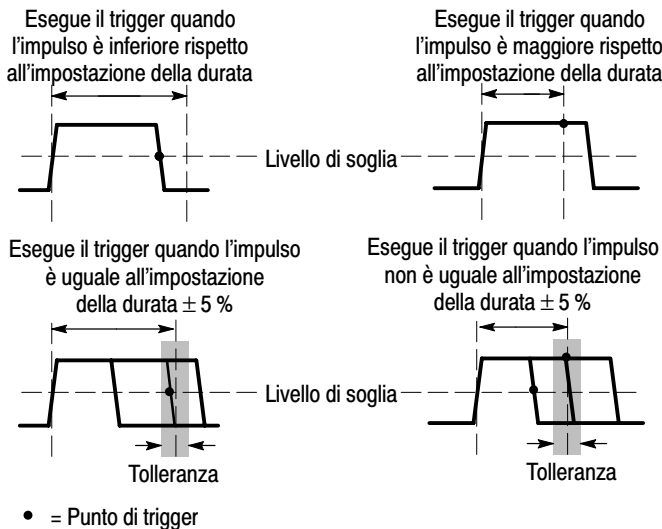 Esegue il trigger quando
l'impulso è inferiore rispetto
all'impostazione della durata
Esegue il trigger quando
l'impulso è maggiore rispetto
all'impostazione della durata
Livello di soglia
Esegue il trigger quando l'impulso
è uguale all'impostazione
della durata ± 5 %
Esegue il trigger quando l'impulso
non è uguale all'impostazione
della durata ± 5 %
Livello di soglia
Tolleranza
Tolleranza
● = Punto di trigger